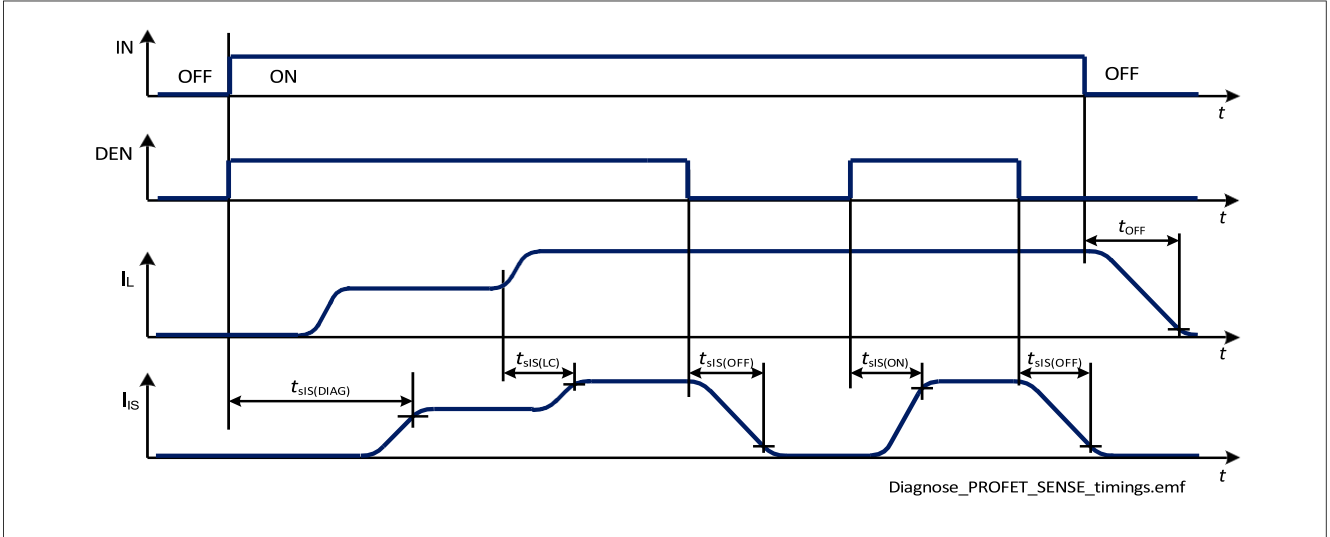 IN
OFF
ON
OFF
t
DEN
t
tOFF
IL
t
tsIS(DIAG)
tsIS(LC)
tsIS(OFF)
tsIS(ON)
tsIS(OFF)
IIS
t
Diagnose_PROFET_SENSE_timings.emf